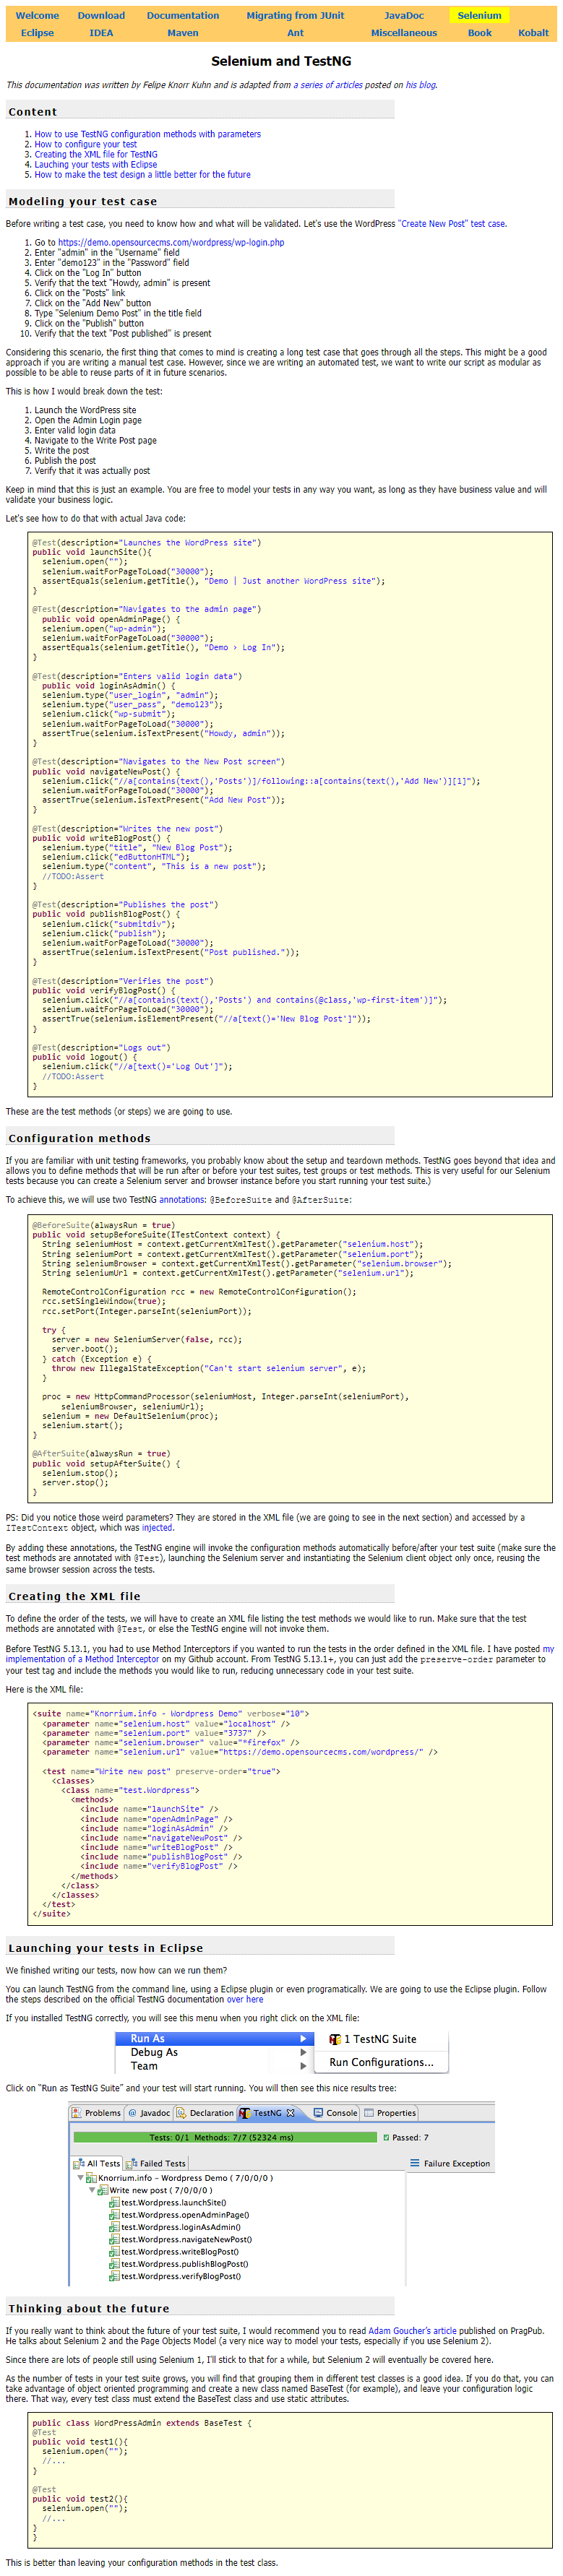 Welcome Download Documentation Migrating from JUnit JavaDoc Selenium
Eclipse IDEA Maven Ant Miscellaneous Book Kobalt
Selenium and TestNG
This documentation was written by Felipe Knorr Kuhn and is adapted from a series of articles posted on his blog.
Content
1. How to use TestNG configuration methods with parameters
2. How to configure your test
3. Creating the XML file for TestNG
4. Lauching your tests with Eclipse
5. How to make the test design a little better for the future
Modeling your test case
Before writing a test case, you need to know how and what will be validated. Let's use the WordPress "Create New Post" test case.
1. Go to https://demo.opensourcecms.com/wordpress/wp-login.php
2. Enter "admin" in the "Username" field
3. Enter "demo123" in the "Password" field
4. Click on the "Log In" button
5. Verify that the text "Howdy, admin" is present
6. Click on the "Posts" link
7. Click on the "Add New" button
8. Type "Selenium Demo Post" in the title field
9. Click on the "Publish" button
10. Verify that the text "Post published" is present
Considering this scenario, the first thing that comes to mind is creating a long test case that goes through all the steps. This might be a good
approach if you are writing a manual test case. However, since we are writing an automated test, we want to write our script as modular as
possible to be able to reuse parts of it in future scenarios.
This is how I would break down the test:
1. Launch the WordPress site
2. Open the Admin Login page
3. Enter valid login data
4. Navigate to the Write Post page
5. Write the post
6. Publish the post
7. Verify that it was actually post
Keep in mind that this is just an example. You are free to model your tests in any way you want, as long as they have business value and will
validate your business logic.
Let's see how to do that with actual Java code:
@Test(description="Launches the WordPress site")
public void launchSite(){
selenium.open("");
selenium.waitForPageToLoad("30000");
assertEquals(selenium.getTitle(), "Demo | Just another WordPress site");
}
@Test(description="Navigates to the admin page")
public void openAdminPage() {
selenium.open("wp-admin");
selenium.waitForPageToLoad("30000");
assertEquals(selenium.getTitle(), "Demo › Log In");
}
@Test(description="Enters valid login data")
public void loginAsAdmin() {
selenium.type("user_login", "admin");
selenium.type("user_pass", "demo123");
selenium.click("wp-submit");
selenium.waitForPageToLoad("30000");
assertTrue(selenium.isTextPresent("Howdy, admin"));
}
@Test(description="Navigates to the New Post screen")
public void navigateNewPost() {
selenium.click("//a[contains(text(),'Posts')]/following::a[contains(text(),'Add New')][1]");
selenium.waitForPageToLoad("30000");
assertTrue(selenium.isTextPresent("Add New Post"));
}
@Test(description="Writes the new post")
public void writeBlogPost() {
selenium.type("title", "New Blog Post");
selenium.click("edButtonHTML");
selenium.type("content", "This is a new post");
//TODO:Assert
}
@Test(description="Publishes the post")
public void publishBlogPost() {
selenium.click("submitdiv");
selenium.click("publish");
selenium.waitForPageToLoad("30000");
assertTrue(selenium.isTextPresent("Post published."));
}
@Test(description="Verifies the post")
public void verifyBlogPost() {
selenium.click("//a[contains(text(),'Posts') and contains(@class,'wp-first-item')]");
selenium.waitForPageToLoad("30000");
assertTrue(selenium.isElementPresent("//a[text()='New Blog Post']"));
}
@Test(description="Logs out")
public void logout() {
selenium.click("//a[text()='Log Out']");
//TODO:Assert
}
These are the test methods (or steps) we are going to use.
Configuration methods
If you are familiar with unit testing frameworks, you probably know about the setup and teardown methods. TestNG goes beyond that idea and
allows you to define methods that will be run after or before your test suites, test groups or test methods. This is very useful for our Selenium
tests because you can create a Selenium server and browser instance before you start running your test suite.)
To achieve this, we will use two TestNG annotations: @BeforeSuite and @AfterSuite:
@BeforeSuite(alwaysRun = true)
public void setupBeforeSuite(ITestContext context) {
String seleniumHost = context.getCurrentXmlTest().getParameter("selenium.host");
String seleniumPort = context.getCurrentXmlTest().getParameter("selenium.port");
String seleniumBrowser = context.getCurrentXmlTest().getParameter("selenium.browser");
String seleniumUrl = context.getCurrentXmlTest().getParameter("selenium.url");
RemoteControlConfiguration rcc = new RemoteControlConfiguration();
rcc.setSingleWindow(true);
rcc.setPort(Integer.parseInt(seleniumPort));
try {
server = new SeleniumServer(false, rcc);
server.boot();
} catch (Exception e) {
throw new IllegalStateException("Can't start selenium server", e);
}
proc = new HttpCommandProcessor(seleniumHost, Integer.parseInt(seleniumPort),
seleniumBrowser, seleniumUrl);
selenium = new DefaultSelenium(proc);
selenium.start();
}
@AfterSuite(alwaysRun = true)
public void setupAfterSuite() {
selenium.stop();
server.stop();
}
PS: Did you notice those weird parameters? They are stored in the XML file (we are going to see in the next section) and accessed by a
ITestContext object, which was injected.
By adding these annotations, the TestNG engine will invoke the configuration methods automatically before/after your test suite (make sure the
test methods are annotated with @Test), launching the Selenium server and instantiating the Selenium client object only once, reusing the
same browser session across the tests.
Creating the XML file
To define the order of the tests, we will have to create an XML file listing the test methods we would like to run. Make sure that the test
methods are annotated with @Test, or else the TestNG engine will not invoke them.
Before TestNG 5.13.1, you had to use Method Interceptors if you wanted to run the tests in the order defined in the XML file. I have posted my
implementation of a Method Interceptor on my Github account. From TestNG 5.13.1+, you can just add the preserve-order parameter to
your test tag and include the methods you would like to run, reducing unnecessary code in your test suite.
Here is the XML file:
<suite name="Knorrium.info - Wordpress Demo" verbose="10">
<parameter name="selenium.host" value="localhost" />
<parameter name="selenium.port" value="3737" />
<parameter name="selenium.browser" value="*firefox" />
<parameter name="selenium.url" value="https://demo.opensourcecms.com/wordpress/" />
<test name="Write new post" preserve-order="true">
<classes>
<class name="test.Wordpress">
<methods>
<include name="launchSite" />
<include name="openAdminPage" />
<include name="loginAsAdmin" />
<include name="navigateNewPost" />
<include name="writeBlogPost" />
<include name="publishBlogPost" />
<include name="verifyBlogPost" />
</methods>
</class>
</classes>
</test>
</suite>
Launching your tests in Eclipse
We finished writing our tests, now how can we run them?
You can launch TestNG from the command line, using a Eclipse plugin or even programatically. We are going to use the Eclipse plugin. Follow
the steps described on the official TestNG documentation over here
If you installed TestNG correctly, you will see this menu when you right click on the XML file:
Run As 1 TestNG Suite
Debug As
Team Run Configurations...
Click on "Run as TestNG Suite" and your test will start running. You will then see this nice results tree:
Problems @ Javadoc Declaration TestNG Console Properties
Tests: 0/1 Methods: 7/7 (52324 ms) Passed: 7
All Tests Failed Tests Failure Exception
Knorrium.info - Wordpress Demo ( 7/0/0/0 )
Write new post ( 7/0/0/0 )
test.Wordpress.launchSite()
test.Wordpress.openAdminPage()
test.Wordpress.loginAsAdmin()
test.Wordpress.navigateNewPost()
test.Wordpress.writeBlogPost()
test.Wordpress.publishBlogPost()
test.Wordpress.verifyBlogPost()
Thinking about the future
If you really want to think about the future of your test suite, I would recommend you to read Adam Goucher's article published on PragPub.
He talks about Selenium 2 and the Page Objects Model (a very nice way to model your tests, especially if you use Selenium 2).
Since there are lots of people still using Selenium 1, I'll stick to that for a while, but Selenium 2 will eventually be covered here.
As the number of tests in your test suite grows, you will find that grouping them in different test classes is a good idea. If you do that, you can
take advantage of object oriented programming and create a new class named BaseTest (for example), and leave your configuration logic
there. That way, every test class must extend the BaseTest class and use static attributes.
public class WordPressAdmin extends BaseTest {
@Test
public void test1(){
selenium.open("");
//...
}
@Test
public void test2(){
selenium.open("");
//...
}
}
This is better than leaving your configuration methods in the test class.